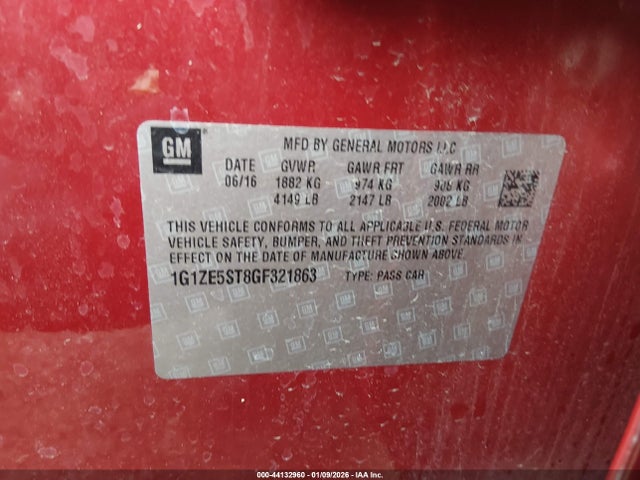 GM
MFD BY GENERAL MOTORS LLC
DATE GVWR GAWR FRT GAWR RR
06/16 1882 KG 974 KG 908 KG
4149 LB 2147 LB 2002 LB
THIS VEHICLE CONFORMS TO ALL APPLICABLE U.S. FEDERAL MOTOR
VEHICLE SAFETY, BUMPER, AND THEFT PREVENTION STANDARDS IN
EFFECT ON THE DATE OF MANUFACTURE SHOWN ABOVE.
1G1ZE5ST8GF321863 TYPE: PASS CAR
000-44132960 - 01/09/2026 - IAA Inc.